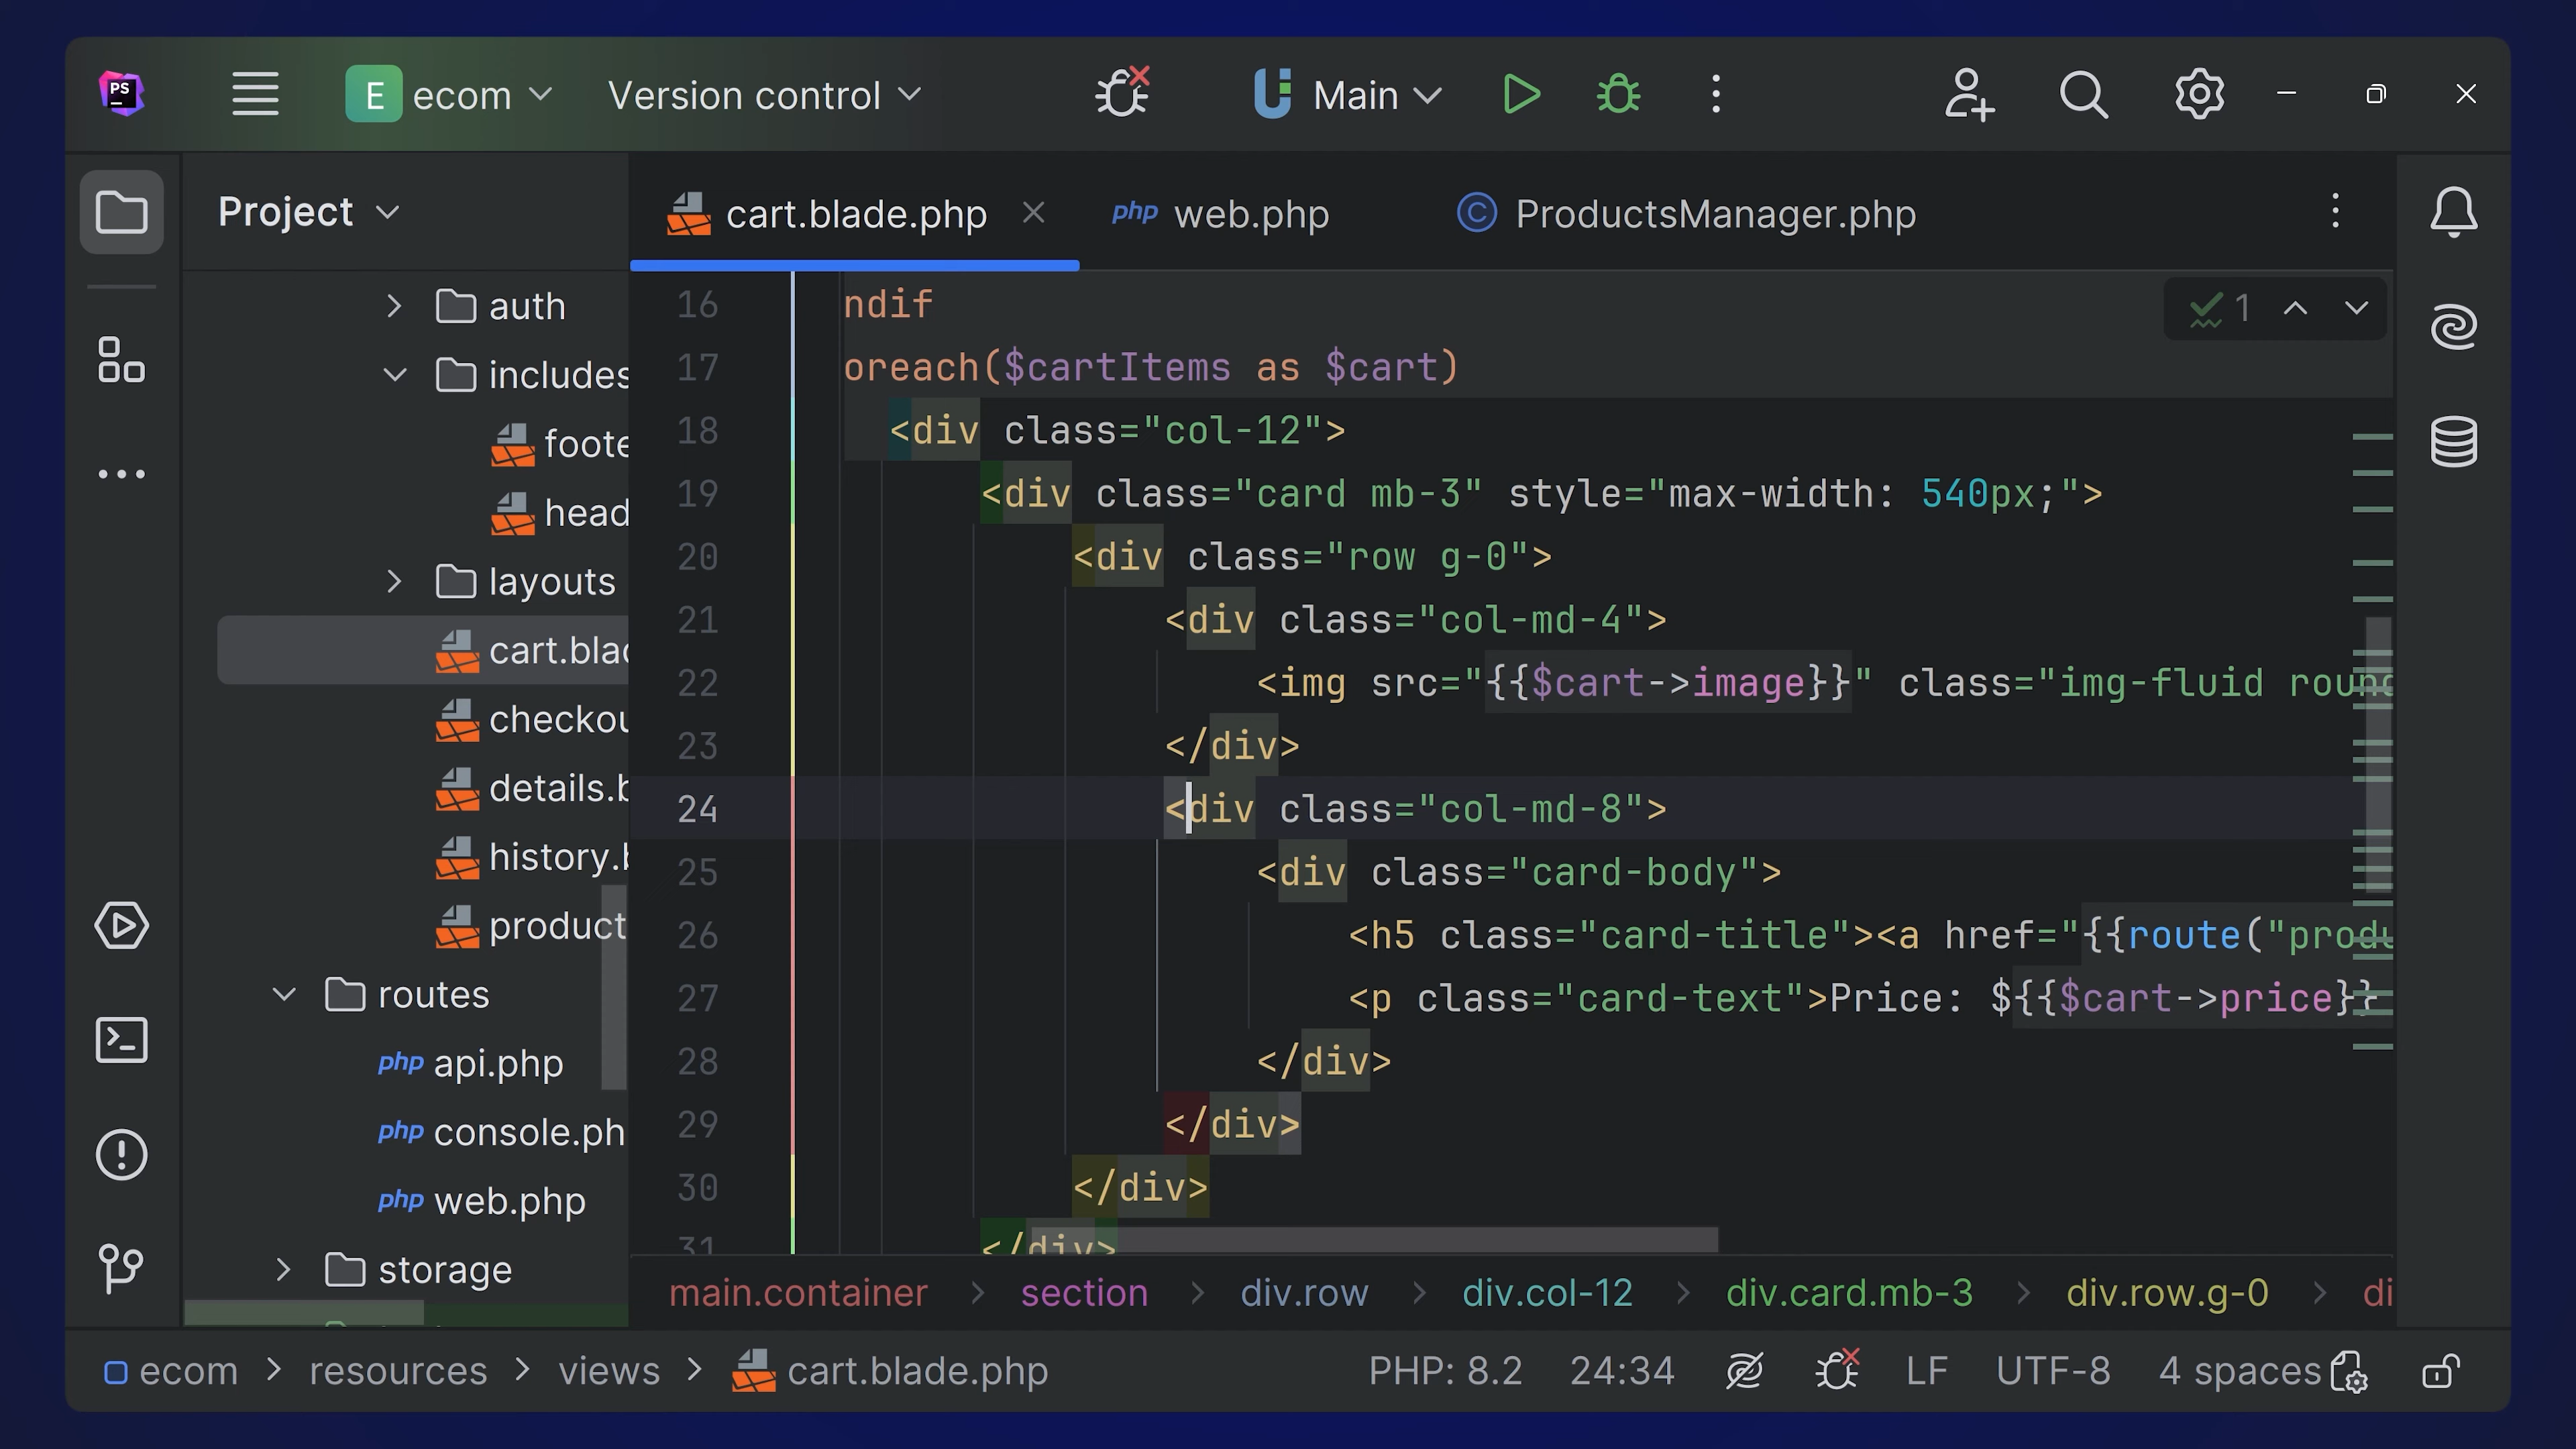 PS
E ecom Version control Main
Project
cart.blade.php
php web.php
C ProductsManager.php
auth
includes
foote
head
layouts
cart.blad
checkou
details.b
history.b
product
routes
php api.php
php console.ph
php web.php
storage
1
16 ndif
17 oreach($cartItems as $cart)
18 <div class="col-12">
19 <div class="card mb-3" style="max-width: 540px;">
20 <div class="row g-0">
21 <div class="col-md-4">
22 <img src="{{$cart->image}}" class="img-fluid roun
23 </div>
24 <div class="col-md-8">
25 <div class="card-body">
26 <h5 class="card-title"><a href="{{route("produ
27 <p class="card-text">Price: ${{$cart->price}}
28 </div>
29 </div>
30 </div>
31 </div>
main.container > section > div.row > div.col-12 > div.card.mb-3 > div.row.g-0 > di
ecom > resources > views > cart.blade.php
PHP: 8.2 24:34 LF UTF-8 4 spaces